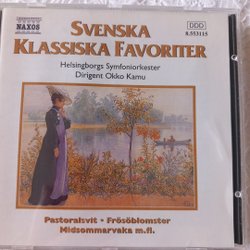 NAXOS
DDD
8.553115
SVENSKA
KLASSISKA FAVORITER
Helsingborgs Symfoniorkester
Dirigent Okko Kamu
Pastoralsvit • Frösöblomster
Midsommarvaka m.fl.